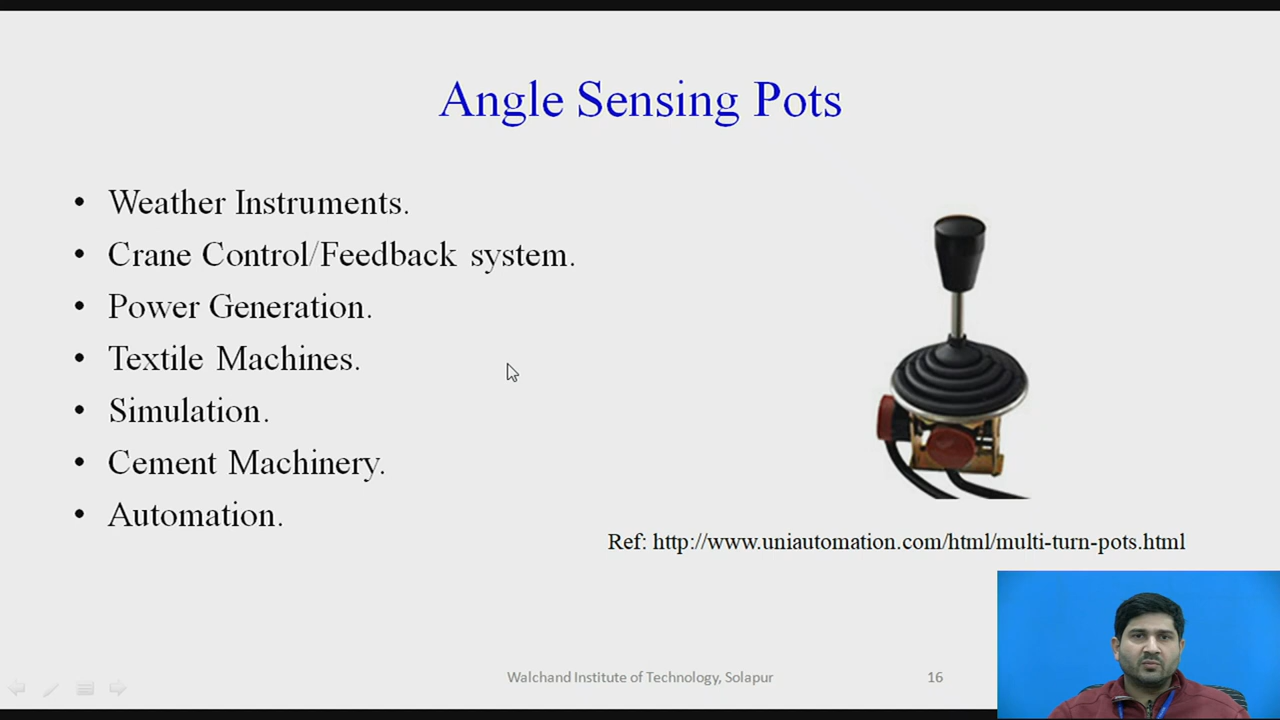 Angle Sensing Pots
• Weather Instruments.
• Crane Control/Feedback system.
• Power Generation.
• Textile Machines.
• Simulation.
• Cement Machinery.
• Automation.
Ref: http://www.uniautomation.com/html/multi-turn-pots.html
Walchand Institute of Technology, Solapur
16